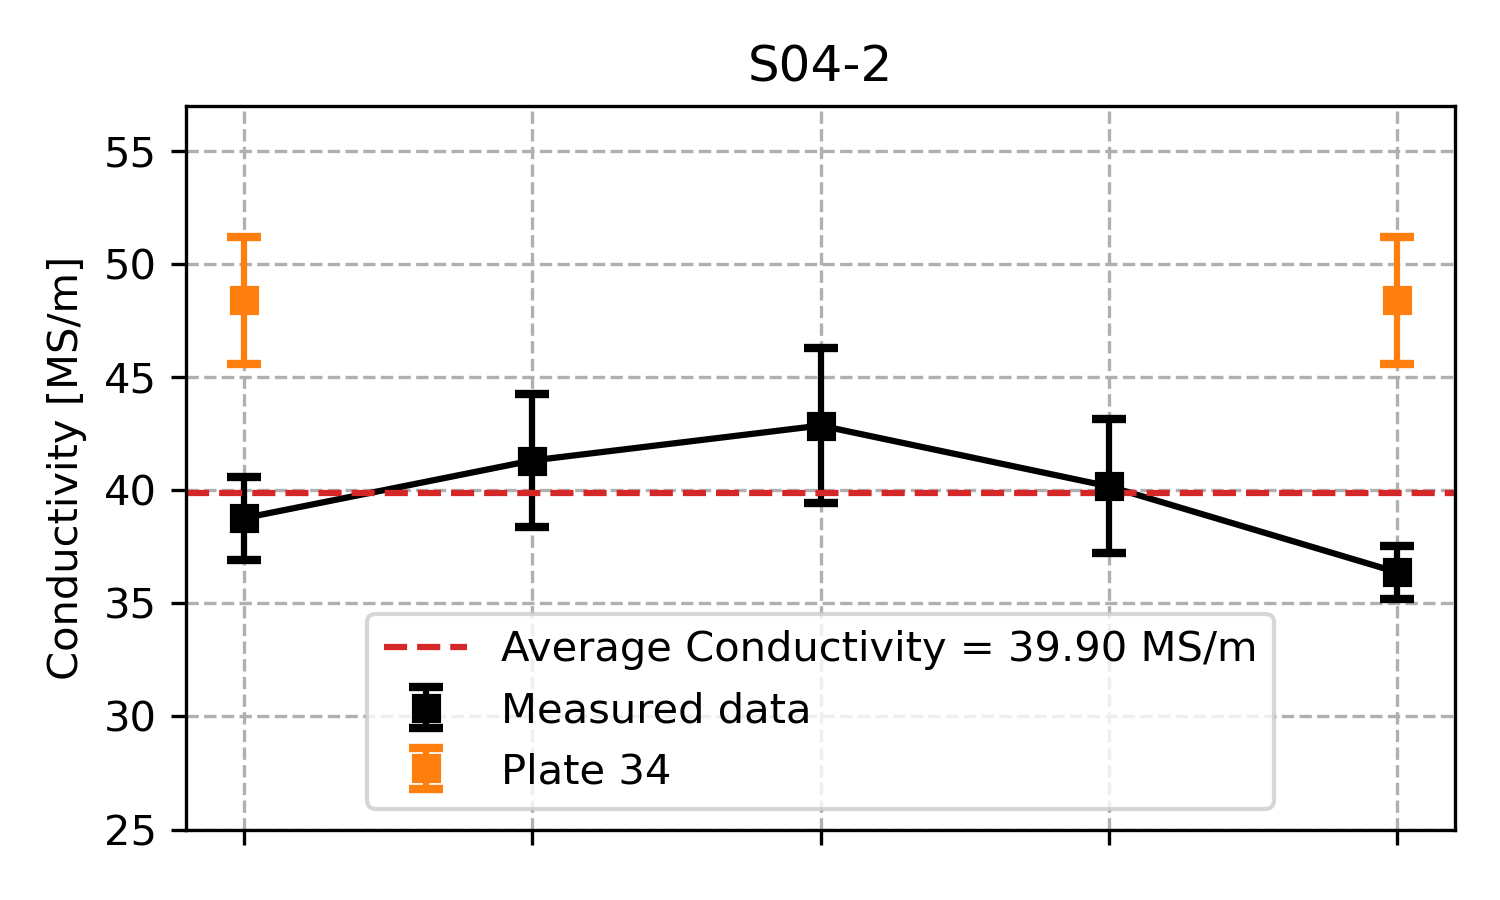 S04-2
Conductivity [MS/m]
55
50
45
40
35
30
25
Average Conductivity = 39.90 MS/m
Measured data
Plate 34